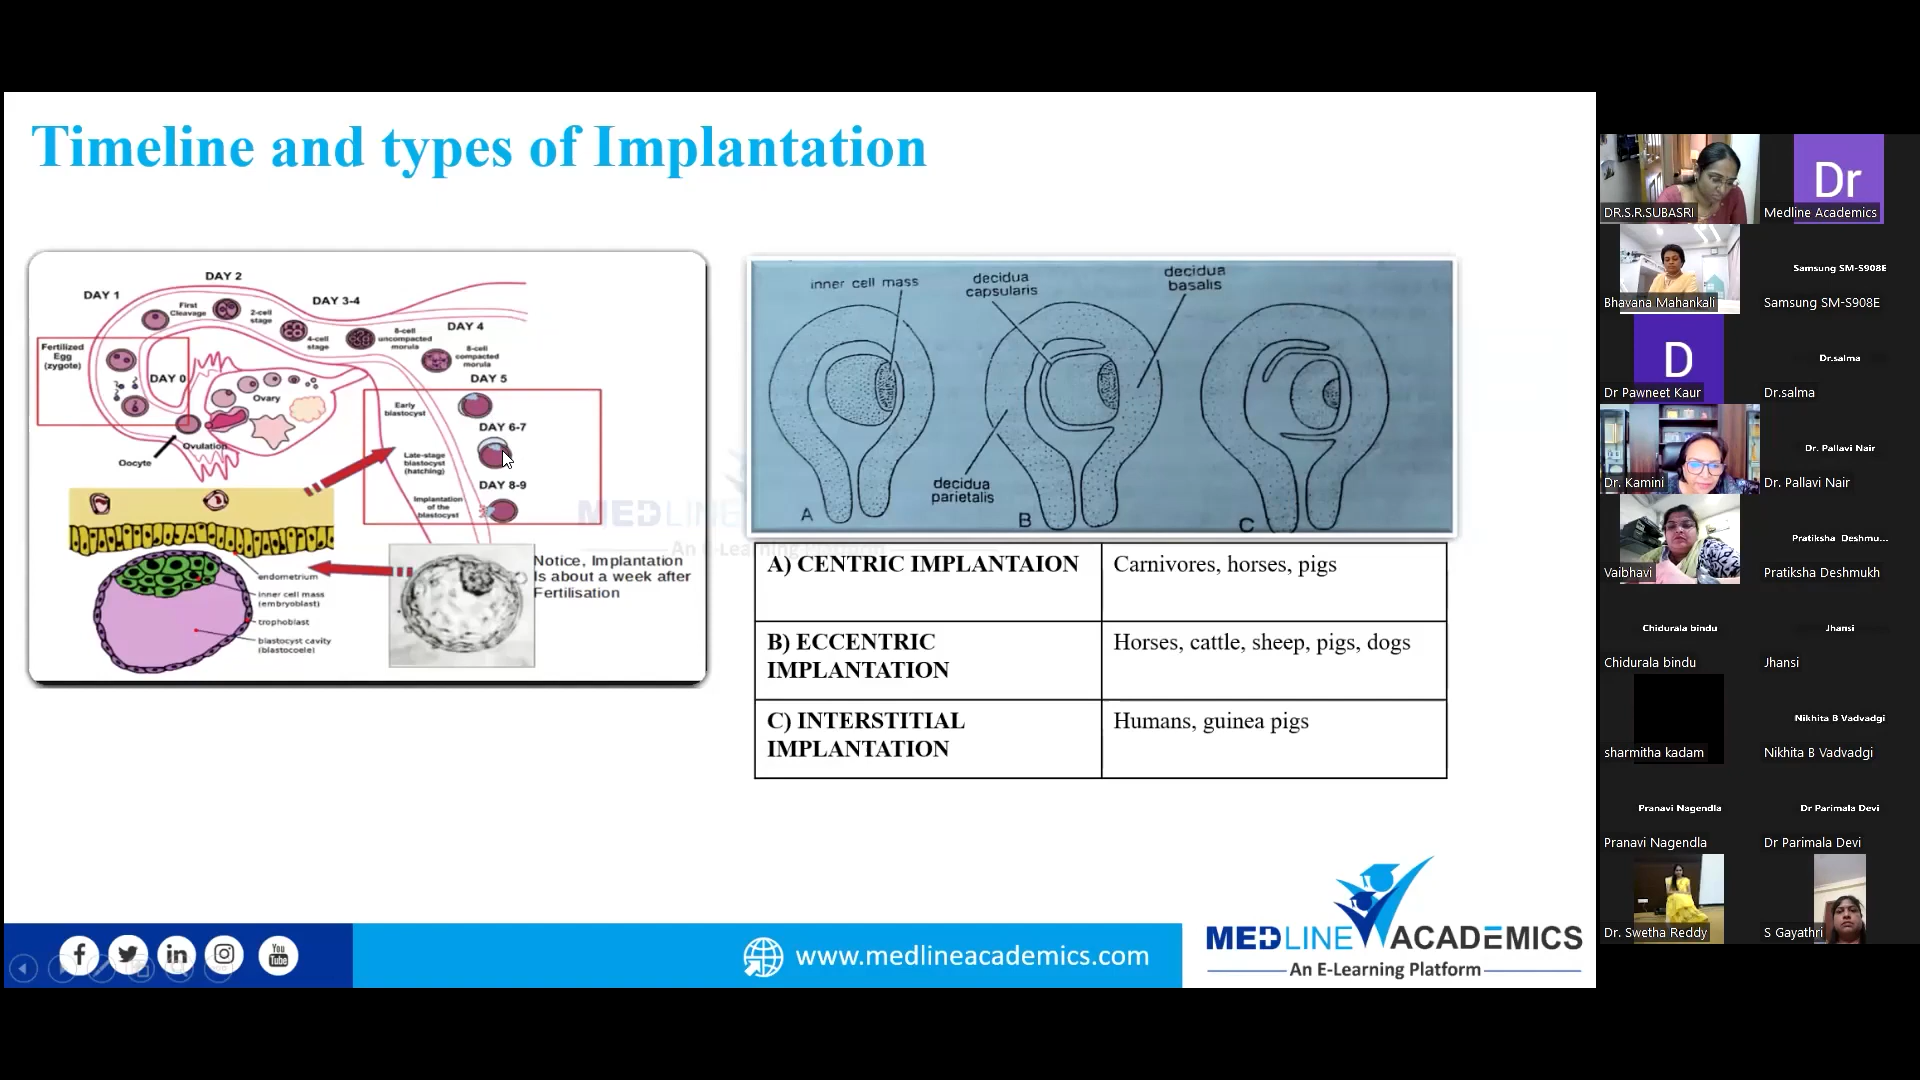 Timeline and types of Implantation
DAY 2
DAY 1
DAY 3-4
First
Cleavage
2-cell
stage
4-cell
stage
8-cell
uncompacted
morula
DAY 4
8-cell
compacted
morula
Fertilized
Egg
(zygote)
DAY 0
Ovary
DAY 5
Early
blastocyst
DAY 6-7
Ovulation
Oocyte
Late-stage
blastocyst
(hatching)
DAY 8-9
Implantation
of the
blastocyst
endometrium
inner cell mass
(embryoblast)
trophoblast
blastocyst cavity
(blastocoele)
Notice, Implantation
Is about a week after
Fertilisation
MEDLINE
An E-Learning Platform
inner cell mass
decidua
capsularis
decidua
basalis
decidua
parietalis
A
B
C
A) CENTRIC IMPLANTAION
Carnivores, horses, pigs
B) ECCENTRIC
IMPLANTATION
Horses, cattle, sheep, pigs, dogs
C) INTERSTITIAL
IMPLANTATION
Humans, guinea pigs
f
in
You
Tube
www.medlineacademics.com
MEDLINE ACADEMICS
An E-Learning Platform
DR.S.R.SUBASRI
Dr
Medline Academics
Bhavana Mahankali
Samsung SM-S908E
Samsung SM-S908E
D
Dr Pawneet Kaur
Dr.salma
Dr.salma
Dr. Kamini
Dr. Pallavi Nair
Dr. Pallavi Nair
Vaibhavi
Pratiksha Deshmu...
Pratiksha Deshmukh
Chidurala bindu
Chidurala bindu
Jhansi
Jhansi
sharmitha kadam
Nikhita B Vadvadgi
Nikhita B Vadvadgi
Pranavi Nagendla
Pranavi Nagendla
Dr Parimala Devi
Dr Parimala Devi
Dr. Swetha Reddy
S Gayathri